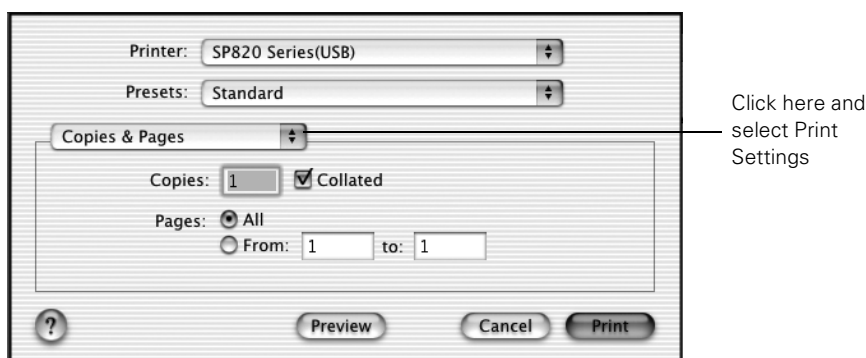 Printer: SP820 Series(USB)
Presets: Standard
Copies & Pages
Copies: 1 Collated
Pages: All
From: 1 to: 1
? Preview Cancel Print
Click here and
select Print
Settings